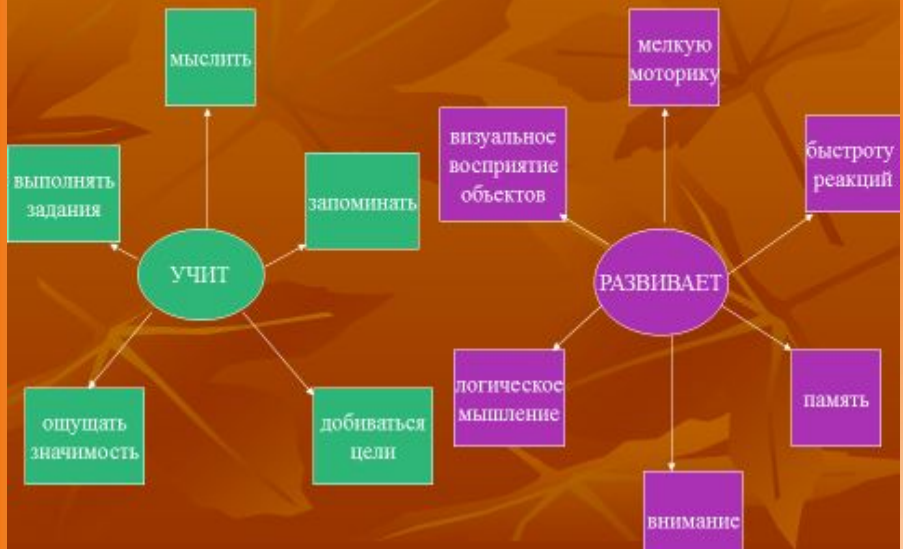 мыслить
выполнять
задания
запоминать
УЧИТ
ощущать
значимость
добиваться
цели
мелкую
моторику
визуальное
восприятие
объектов
быстроту
реакций
РАЗВИВАЕТ
логическое
мышление
память
внимание